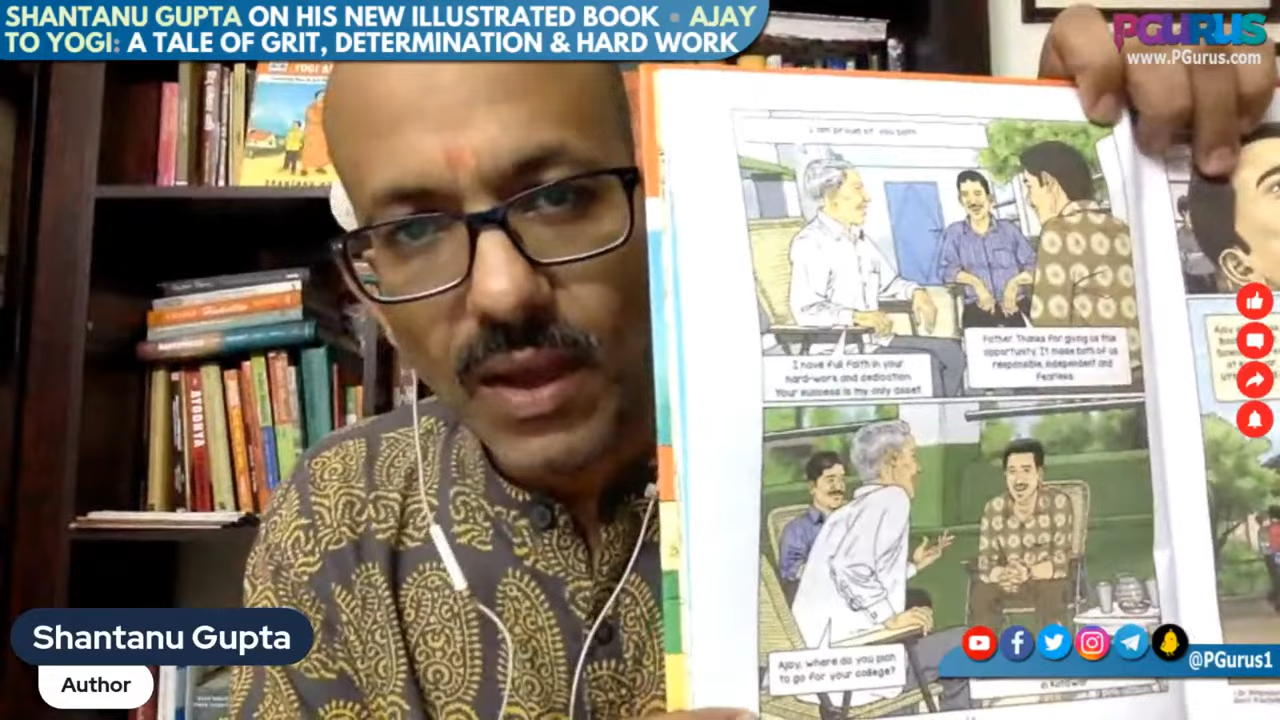 SHANTANU GUPTA ON HIS NEW ILLUSTRATED BOOK - AJAY
TO YOGI: A TALE OF GRIT, DETERMINATION & HARD WORK
PGURUS
www.PGurus.com
I am proud of you both.
I have full faith in your
hard-work and dedication.
Your success is my only asset.
Father Thanks for giving us this
opportunity. It made both of us
responsible, independent and
fearless.
Ajay, where do you plan
to go for your college?
in Kotdwar
AYODHYA
Shantanu Gupta
Author
@PGurus1